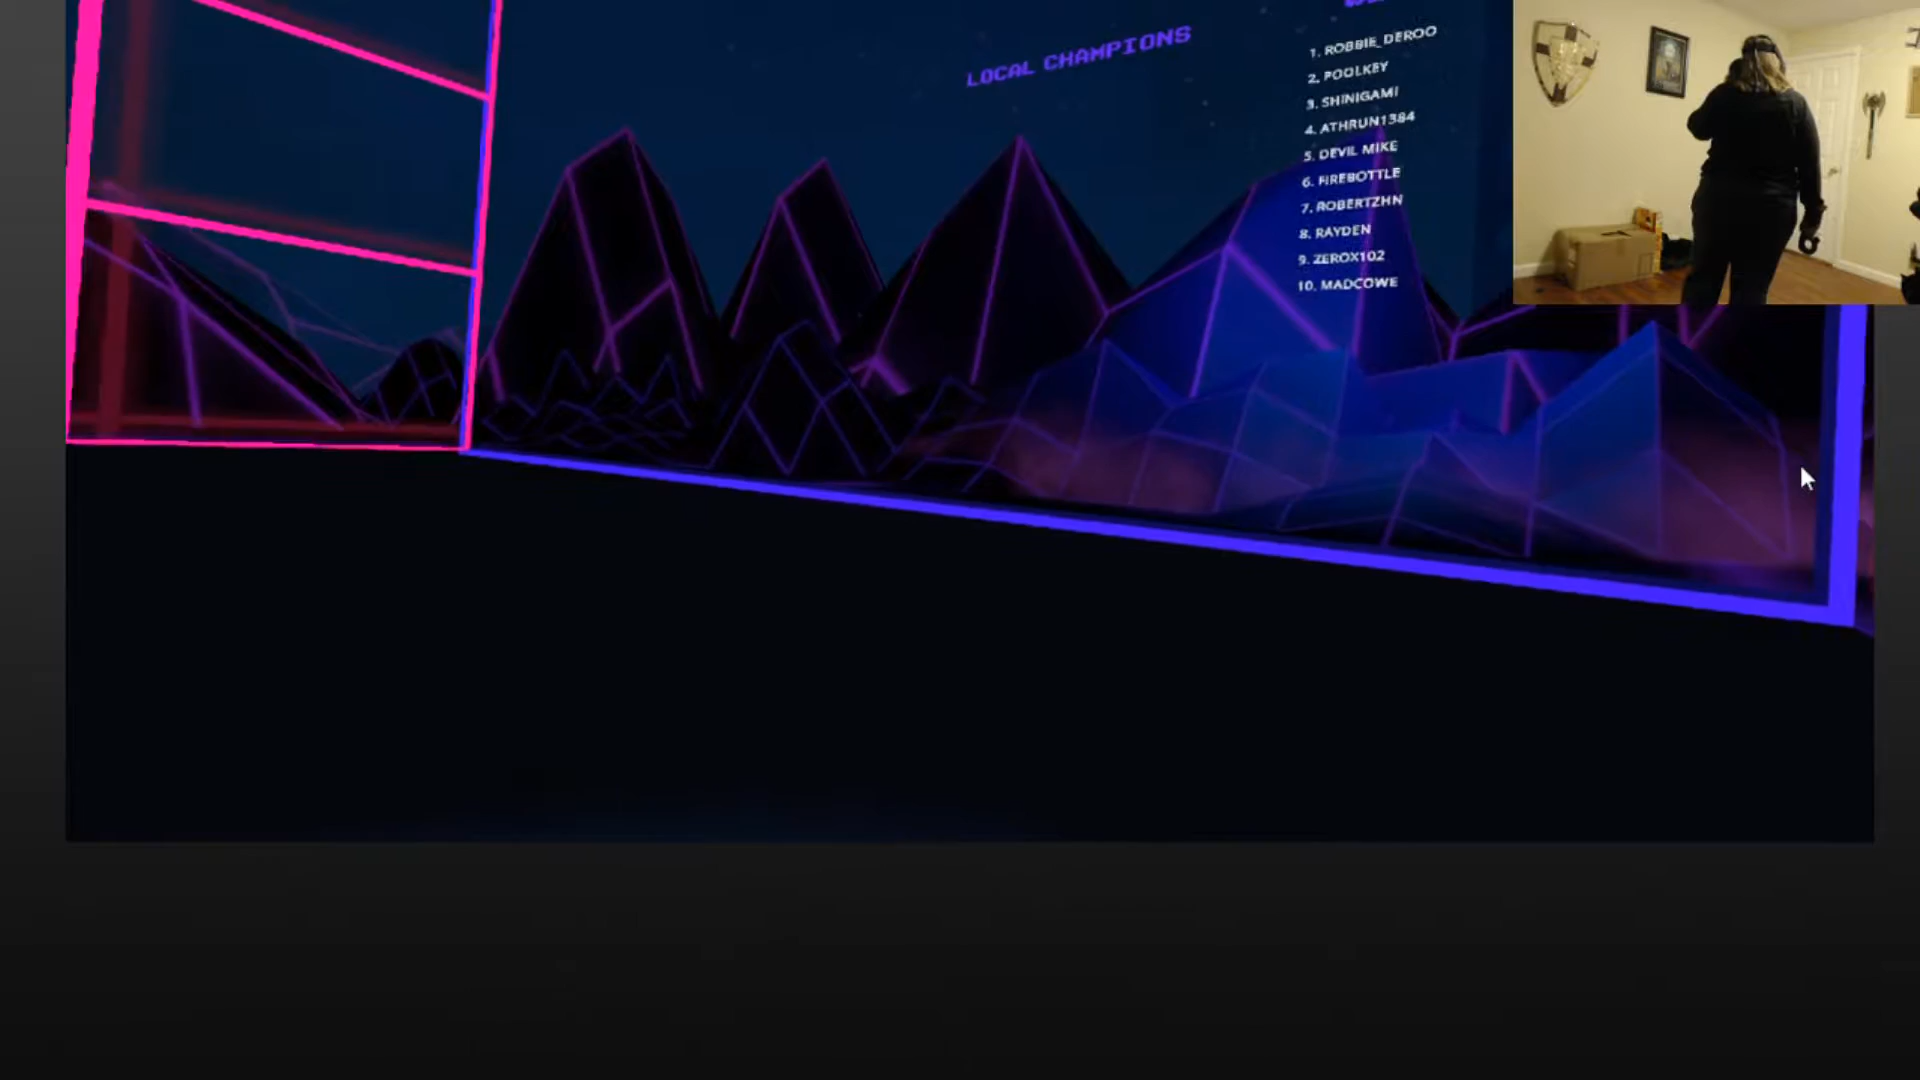 LOCAL CHAMPIONS
1. ROBBIE_DEROO
2. POOLKEY
3. SHINIGAMI
4. ATHRUN1384
5. DEVIL MIKE
6. FIREBOTTLE
7. ROBERTZHN
8. RAYDEN
9. ZEROX102
10. MADCOWE